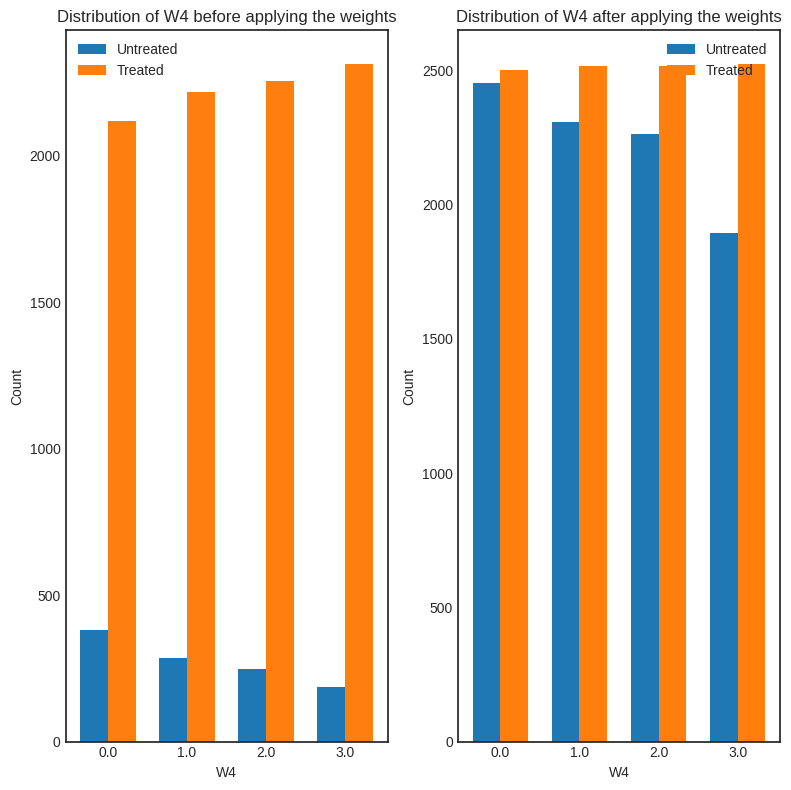 Distribution of W4 before applying the weights
Untreated
Treated
2000
1500
1000
500
0
Count
0.0 1.0 2.0 3.0
W4
Distribution of W4 after applying the weights
Untreated
Treated
2500
2000
1500
1000
500
0
Count
0.0 1.0 2.0 3.0
W4